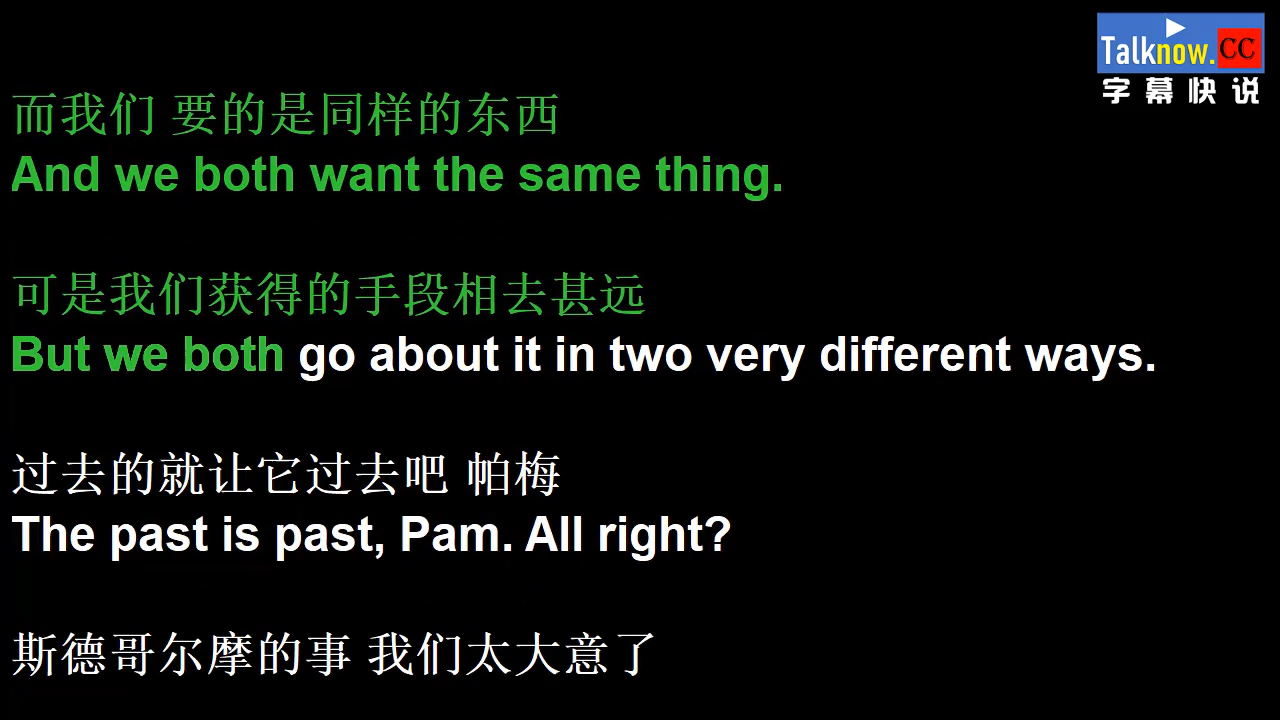 Talknow.CC
字幕快说
而我们 要的是同样的东西
And we both want the same thing.
可是我们获得的手段相去甚远
But we both go about it in two very different ways.
过去的就让它过去吧 帕梅
The past is past, Pam. All right?
斯德哥尔摩的事 我们太大意了